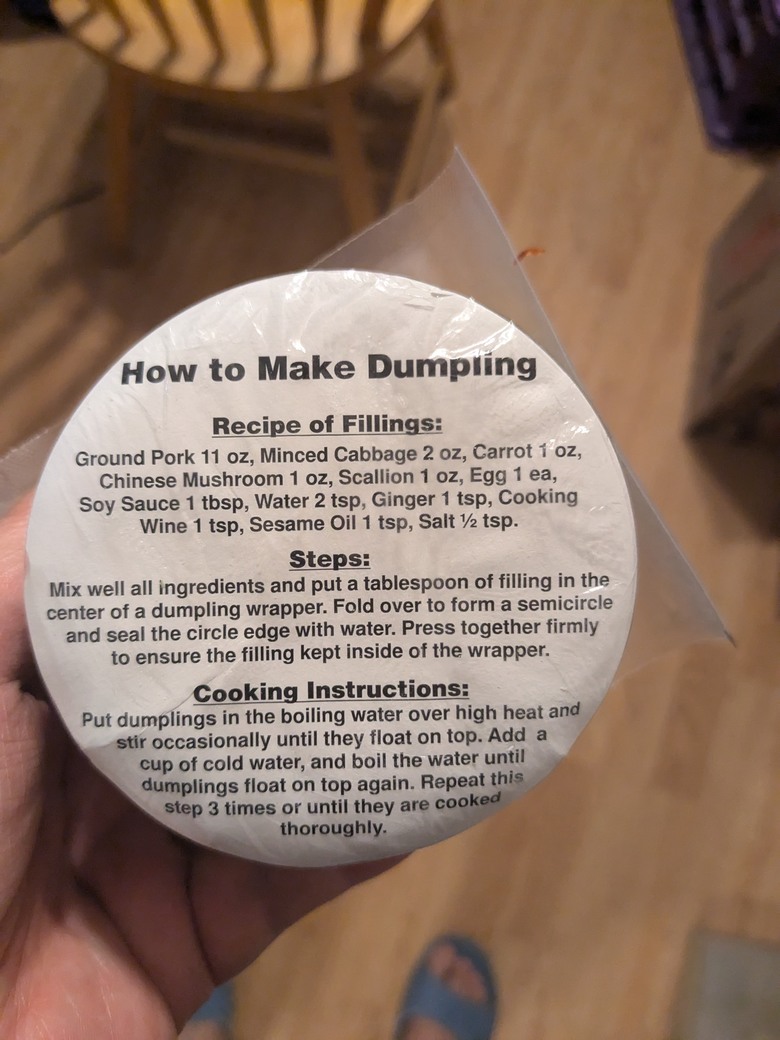 How to Make Dumpling
Recipe of Fillings:
Ground Pork 11 oz, Minced Cabbage 2 oz, Carrot 1 oz,
Chinese Mushroom 1 oz, Scallion 1 oz, Egg 1 ea,
Soy Sauce 1 tbsp, Water 2 tsp, Ginger 1 tsp, Cooking
Wine 1 tsp, Sesame Oil 1 tsp, Salt ½ tsp.
Steps:
Mix well all ingredients and put a tablespoon of filling in the
center of a dumpling wrapper. Fold over to form a semicircle
and seal the circle edge with water. Press together firmly
to ensure the filling kept inside of the wrapper.
Cooking Instructions:
Put dumplings in the boiling water over high heat and
stir occasionally until they float on top. Add a
cup of cold water, and boil the water until
dumplings float on top again. Repeat this
step 3 times or until they are cooked
thoroughly.